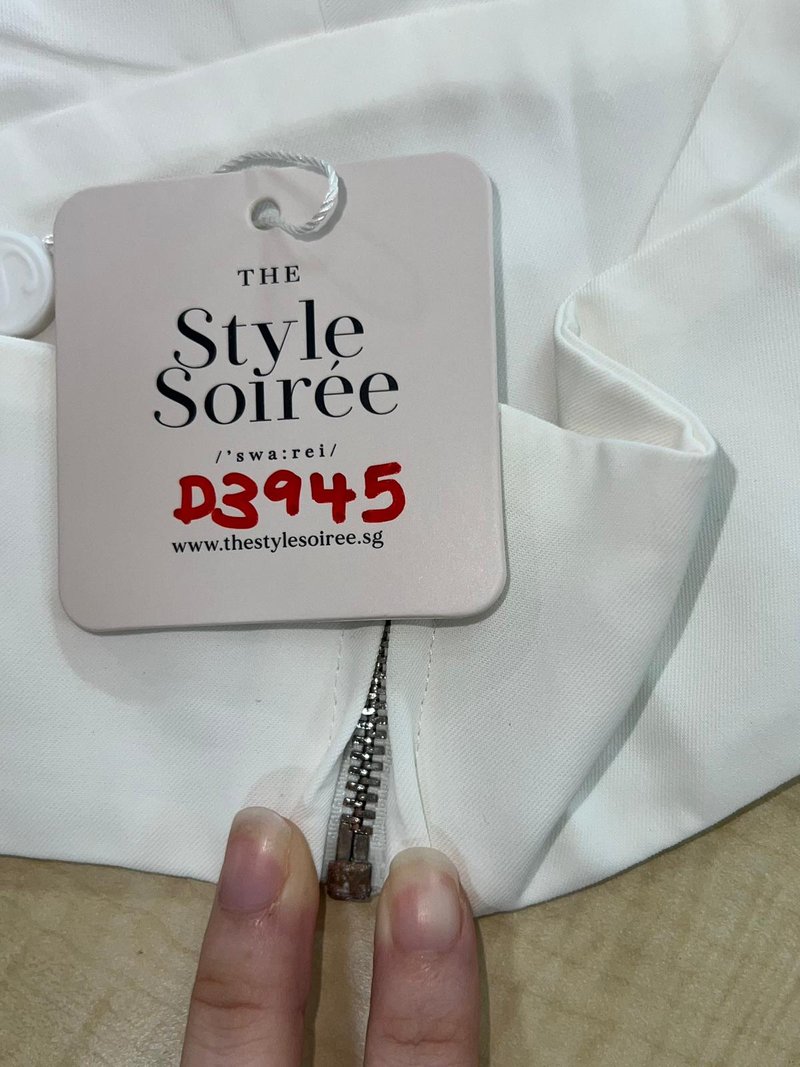 THE
Style
Soirée
/'swa:rei/
D3945
www.thestylesoiree.sg